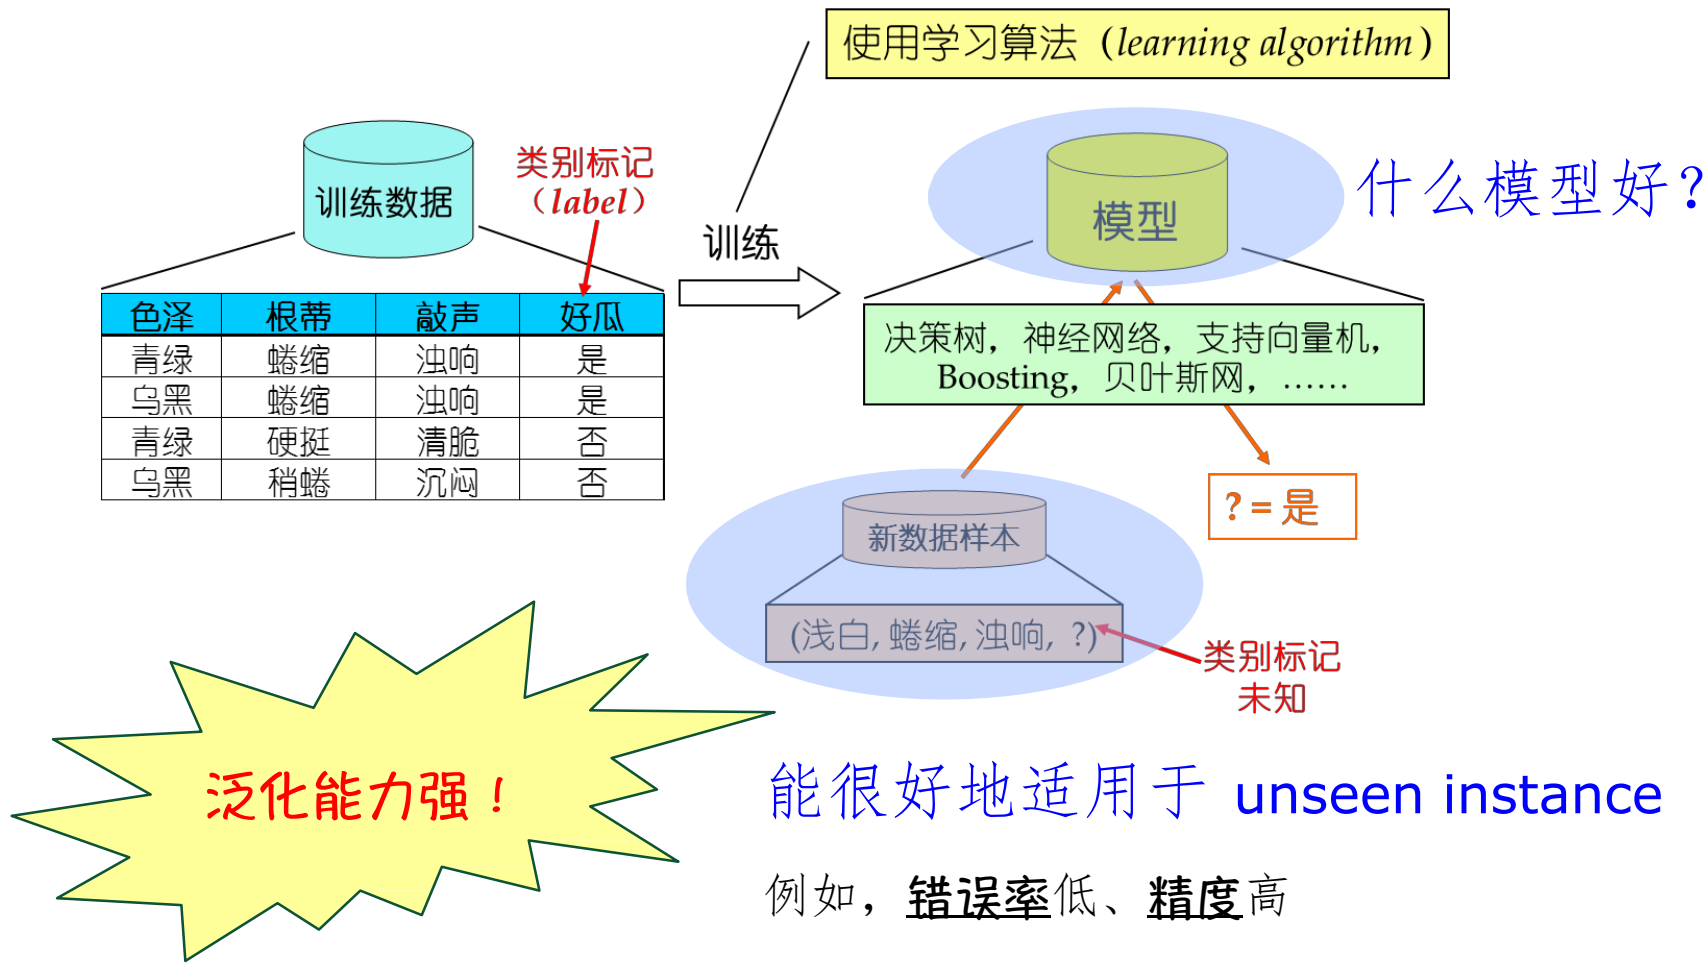 使用学习算法（learning algorithm）
训练数据
类别标记
（label）
训练
模型
什么模型好？
色泽 根蒂 敲声 好瓜
青绿 蜷缩 浊响 是
乌黑 蜷缩 浊响 是
青绿 硬挺 清脆 否
乌黑 稍蜷 沉闷 否
决策树，神经网络，支持向量机，
Boosting，贝叶斯网，……
? = 是
新数据样本
(浅白, 蜷缩, 浊响, ?)
类别标记
未知
泛化能力强！
能很好地适用于 unseen instance
例如，错误率低、精度高